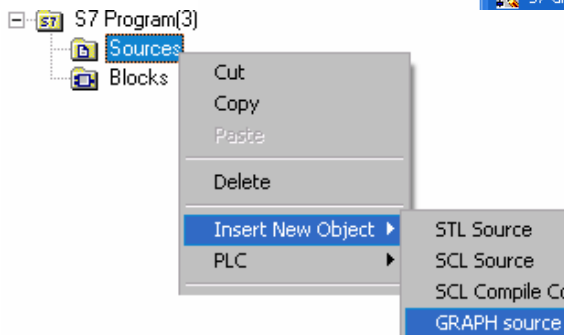 S7 Program(3)
Sources
Blocks
Cut
Copy
Paste
Delete
Insert New Object
PLC
STL Source
SCL Source
SCL Compile
GRAPH source